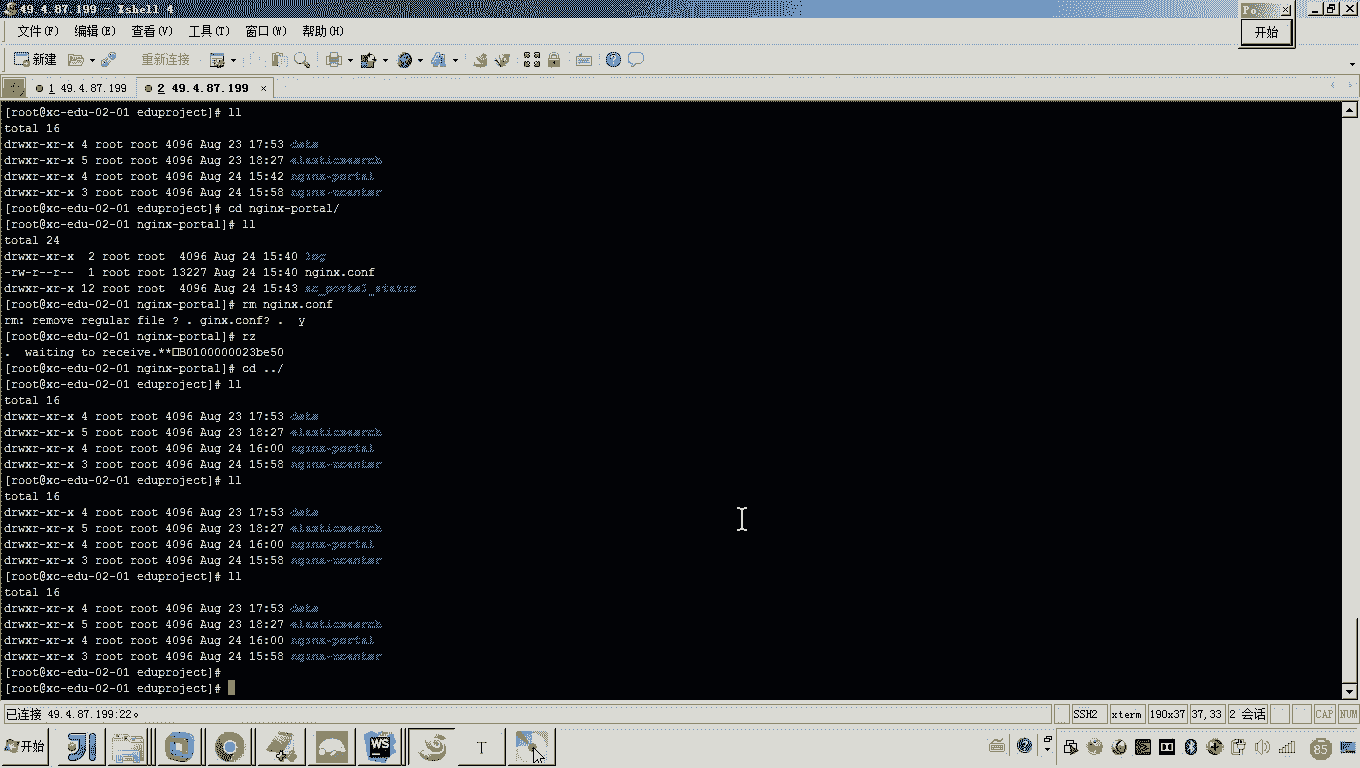 49.4.87.199 - Xshell 4
Po
文件(F) 编辑(E) 查看(V) 工具(T) 窗口(W) 帮助(H)
开始
新建 重新连接
1 49.4.87.199 2 49.4.87.199 ×
[root@xc-edu-02-01 eduproject]# ll
total 16
drwxr-xr-x 4 root root 4096 Aug 23 17:53 data
drwxr-xr-x 5 root root 4096 Aug 23 18:27 elasticsearch
drwxr-xr-x 4 root root 4096 Aug 24 15:42 nginx-portal
drwxr-xr-x 3 root root 4096 Aug 24 15:58 nginx-ucenter
[root@xc-edu-02-01 eduproject]# cd nginx-portal/
[root@xc-edu-02-01 nginx-portal]# ll
total 24
drwxr-xr-x  2 root root  4096 Aug 24 15:40 log
-rw-r--r--  1 root root 13227 Aug 24 15:40 nginx.conf
drwxr-xr-x 12 root root  4096 Aug 24 15:43 xc_portal_static
[root@xc-edu-02-01 nginx-portal]# rm nginx.conf
rm: remove regular file ? . ginx.conf? .  y
[root@xc-edu-02-01 nginx-portal]# rz
.  waiting to receive.**□B0100000023be50
[root@xc-edu-02-01 nginx-portal]# cd ../
[root@xc-edu-02-01 eduproject]# ll
total 16
drwxr-xr-x 4 root root 4096 Aug 23 17:53 data
drwxr-xr-x 5 root root 4096 Aug 23 18:27 elasticsearch
drwxr-xr-x 4 root root 4096 Aug 24 16:00 nginx-portal
drwxr-xr-x 3 root root 4096 Aug 24 15:58 nginx-ucenter
[root@xc-edu-02-01 eduproject]# ll
total 16
drwxr-xr-x 4 root root 4096 Aug 23 17:53 data
drwxr-xr-x 5 root root 4096 Aug 23 18:27 elasticsearch
drwxr-xr-x 4 root root 4096 Aug 24 16:00 nginx-portal
drwxr-xr-x 3 root root 4096 Aug 24 15:58 nginx-ucenter
[root@xc-edu-02-01 eduproject]# ll
total 16
drwxr-xr-x 4 root root 4096 Aug 23 17:53 data
drwxr-xr-x 5 root root 4096 Aug 23 18:27 elasticsearch
drwxr-xr-x 4 root root 4096 Aug 24 16:00 nginx-portal
drwxr-xr-x 3 root root 4096 Aug 24 15:58 nginx-ucenter
[root@xc-edu-02-01 eduproject]#
[root@xc-edu-02-01 eduproject]#
已连接 49.4.87.199:22。 SSH2 xterm 190x37 37,33 2 会话 CAP NUM
开始 WS T 85